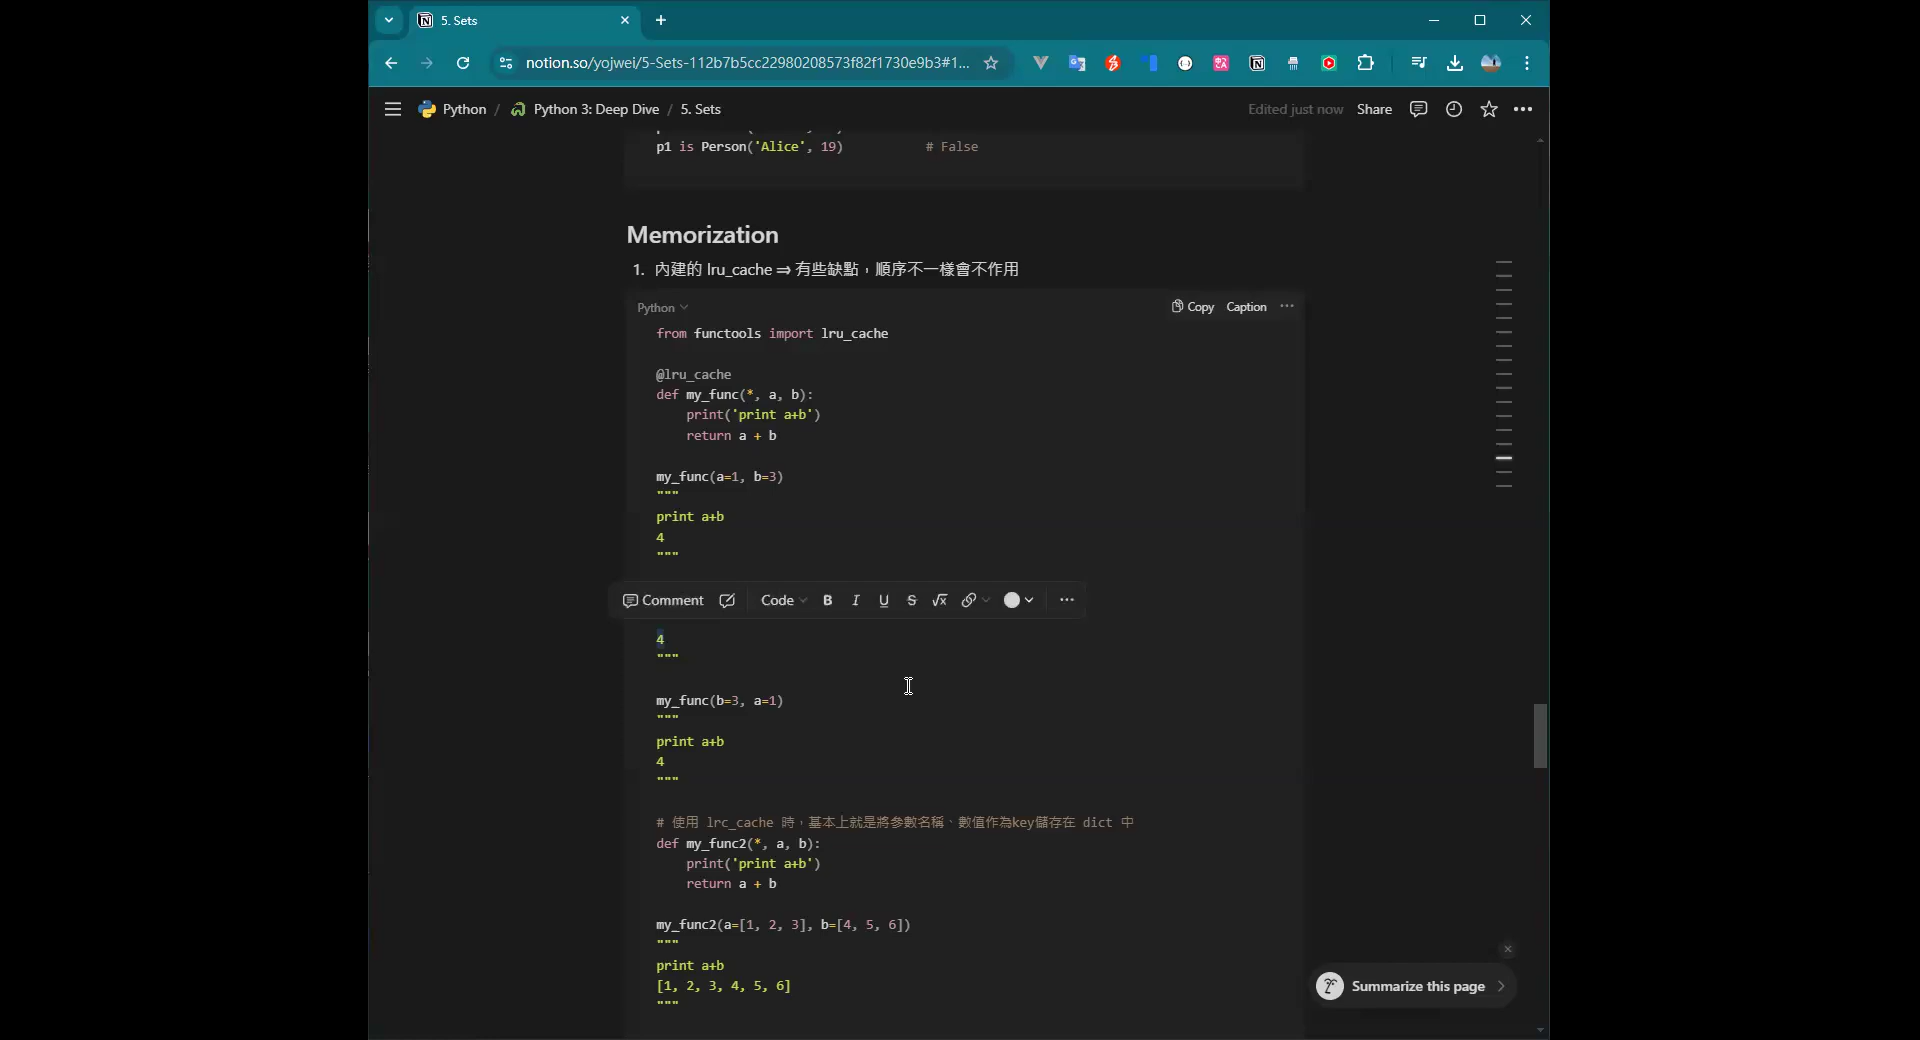 5. Sets
notion.so/yojwei/5-Sets-112b7b5cc22980208573f82f1730e9b3#1...
Python / Python 3: Deep Dive / 5. Sets
Edited just now
Share
p1 is Person('Alice', 19) # False
Memorization
1. 內建的 lru_cache ⇒ 有些缺點，順序不一樣會不作用
Python
Copy
Caption
from functools import lru_cache
@lru_cache
def my_func(*, a, b):
print('print a+b')
return a + b
my_func(a=1, b=3)
"""
print a+b
4
"""
Comment
Code
B
I
U
S
√x
4
"""
my_func(b=3, a=1)
"""
print a+b
4
"""
# 使用 lrc_cache 時，基本上就是將參數名稱、數值作為key儲存在 dict 中
def my_func2(*, a, b):
print('print a+b')
return a + b
my_func2(a=[1, 2, 3], b=[4, 5, 6])
"""
print a+b
[1, 2, 3, 4, 5, 6]
"""
Summarize this page